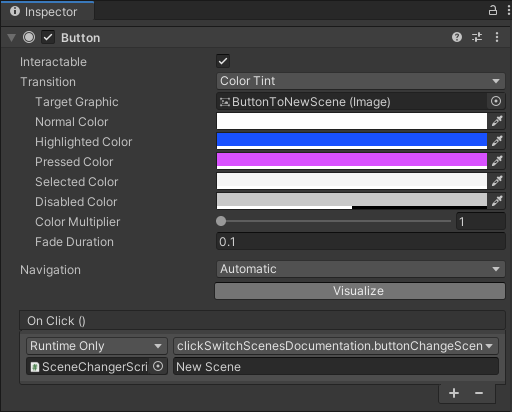 Inspector
Button
Interactable
Transition Color Tint
Target Graphic ButtonToNewScene (Image)
Normal Color
Highlighted Color
Pressed Color
Selected Color
Disabled Color
Color Multiplier 1
Fade Duration 0.1
Navigation Automatic
Visualize
On Click ()
Runtime Only clickSwitchScenesDocumentation.buttonChangeScen
SceneChangerScri New Scene